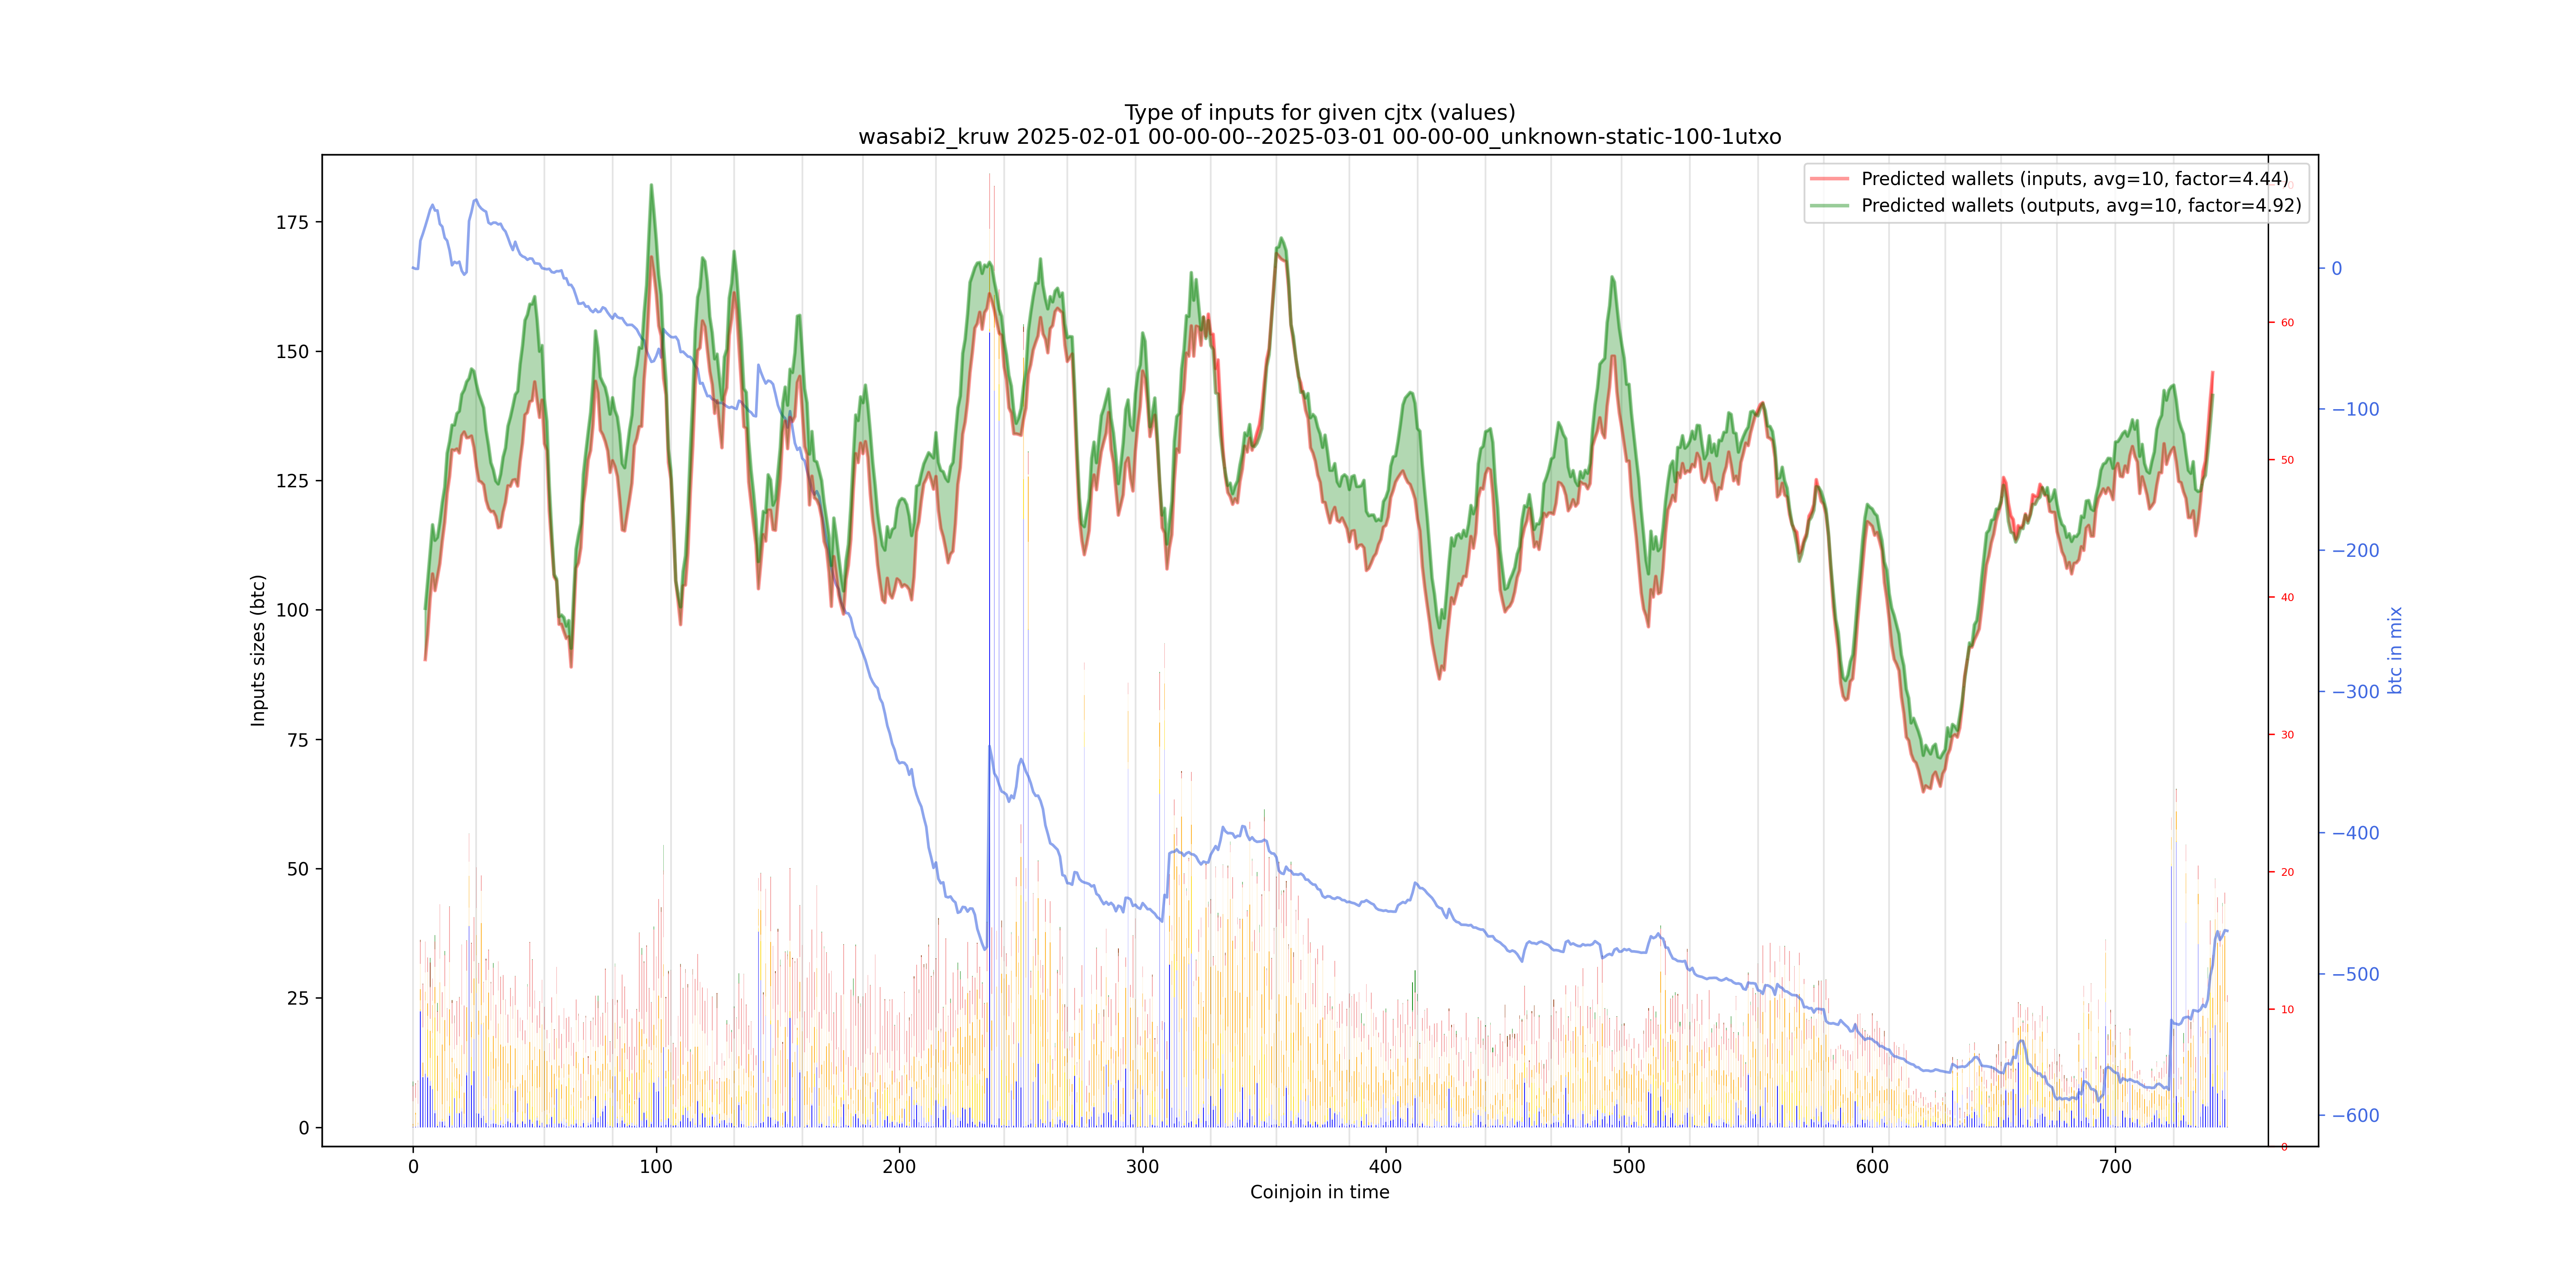 Type of inputs for given cjtx (values)
wasabi2_kruw 2025-02-01 00-00-00--2025-03-01 00-00-00_unknown-static-100-1utxo
Predicted wallets (inputs, avg=10, factor=4.44)
Predicted wallets (outputs, avg=10, factor=4.92)
Inputs sizes (btc)
175
150
125
100
75
50
25
0
60
50
40
30
20
10
0
0
−100
−200
−300
−400
−500
−600
btc in mix
0 100 200 300 400 500 600 700
Coinjoin in time